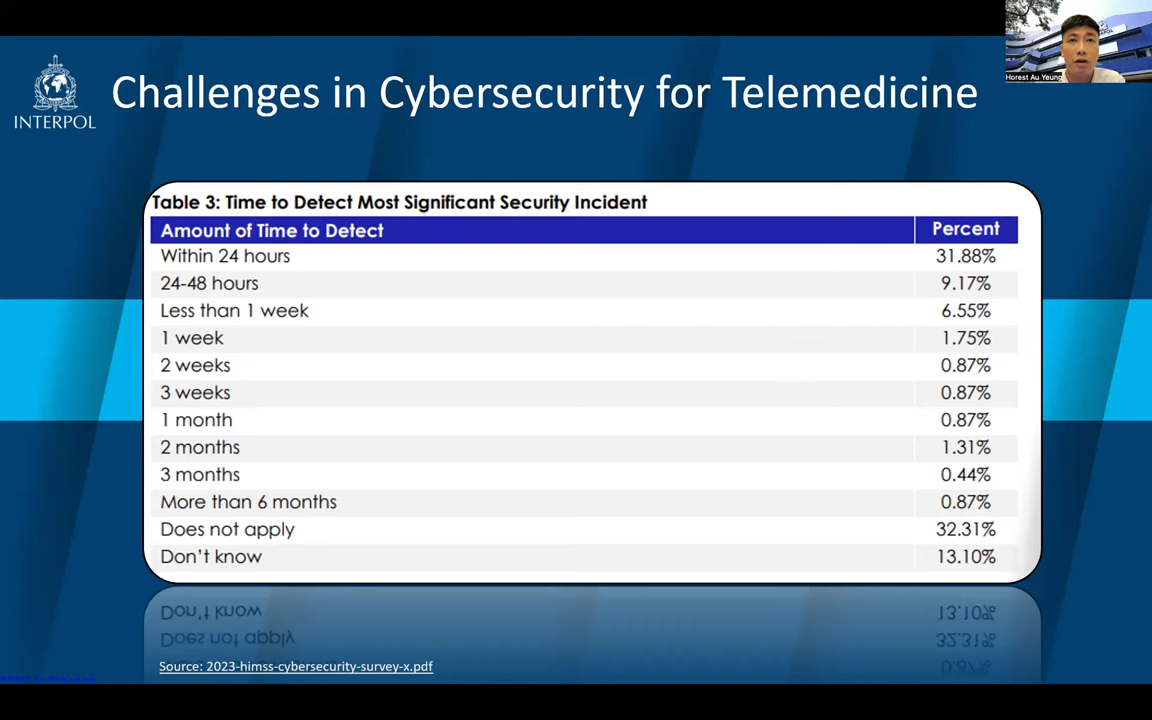 Horest Au Yeung
INTERPOL
Challenges in Cybersecurity for Telemedicine
Table 3: Time to Detect Most Significant Security Incident
Amount of Time to Detect Percent
Within 24 hours 31.88%
24-48 hours 9.17%
Less than 1 week 6.55%
1 week 1.75%
2 weeks 0.87%
3 weeks 0.87%
1 month 0.87%
2 months 1.31%
3 months 0.44%
More than 6 months 0.87%
Does not apply 32.31%
Don't know 13.10%
Source: 2023-himss-cybersecurity-survey-x.pdf